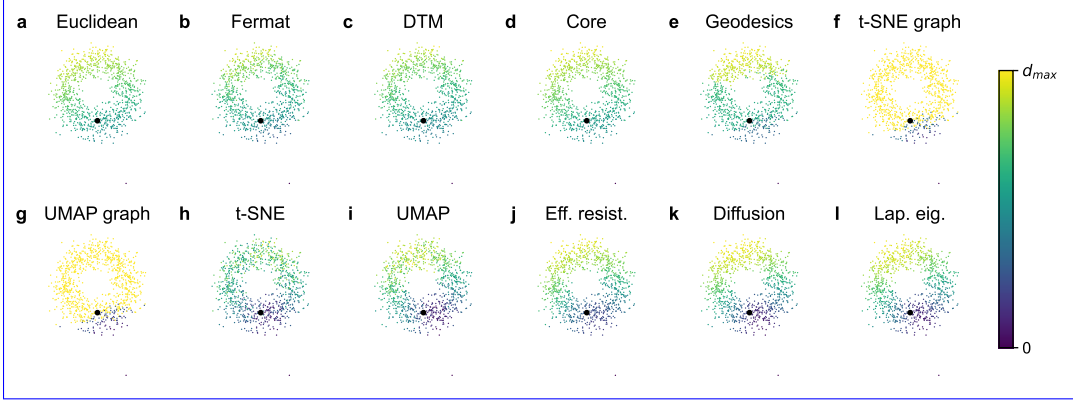 a Euclidean
b Fermat
c DTM
d Core
e Geodesics
f t-SNE graph
d_max
g UMAP graph
h t-SNE
i UMAP
j Eff. resist.
k Diffusion
l Lap. eig.
0